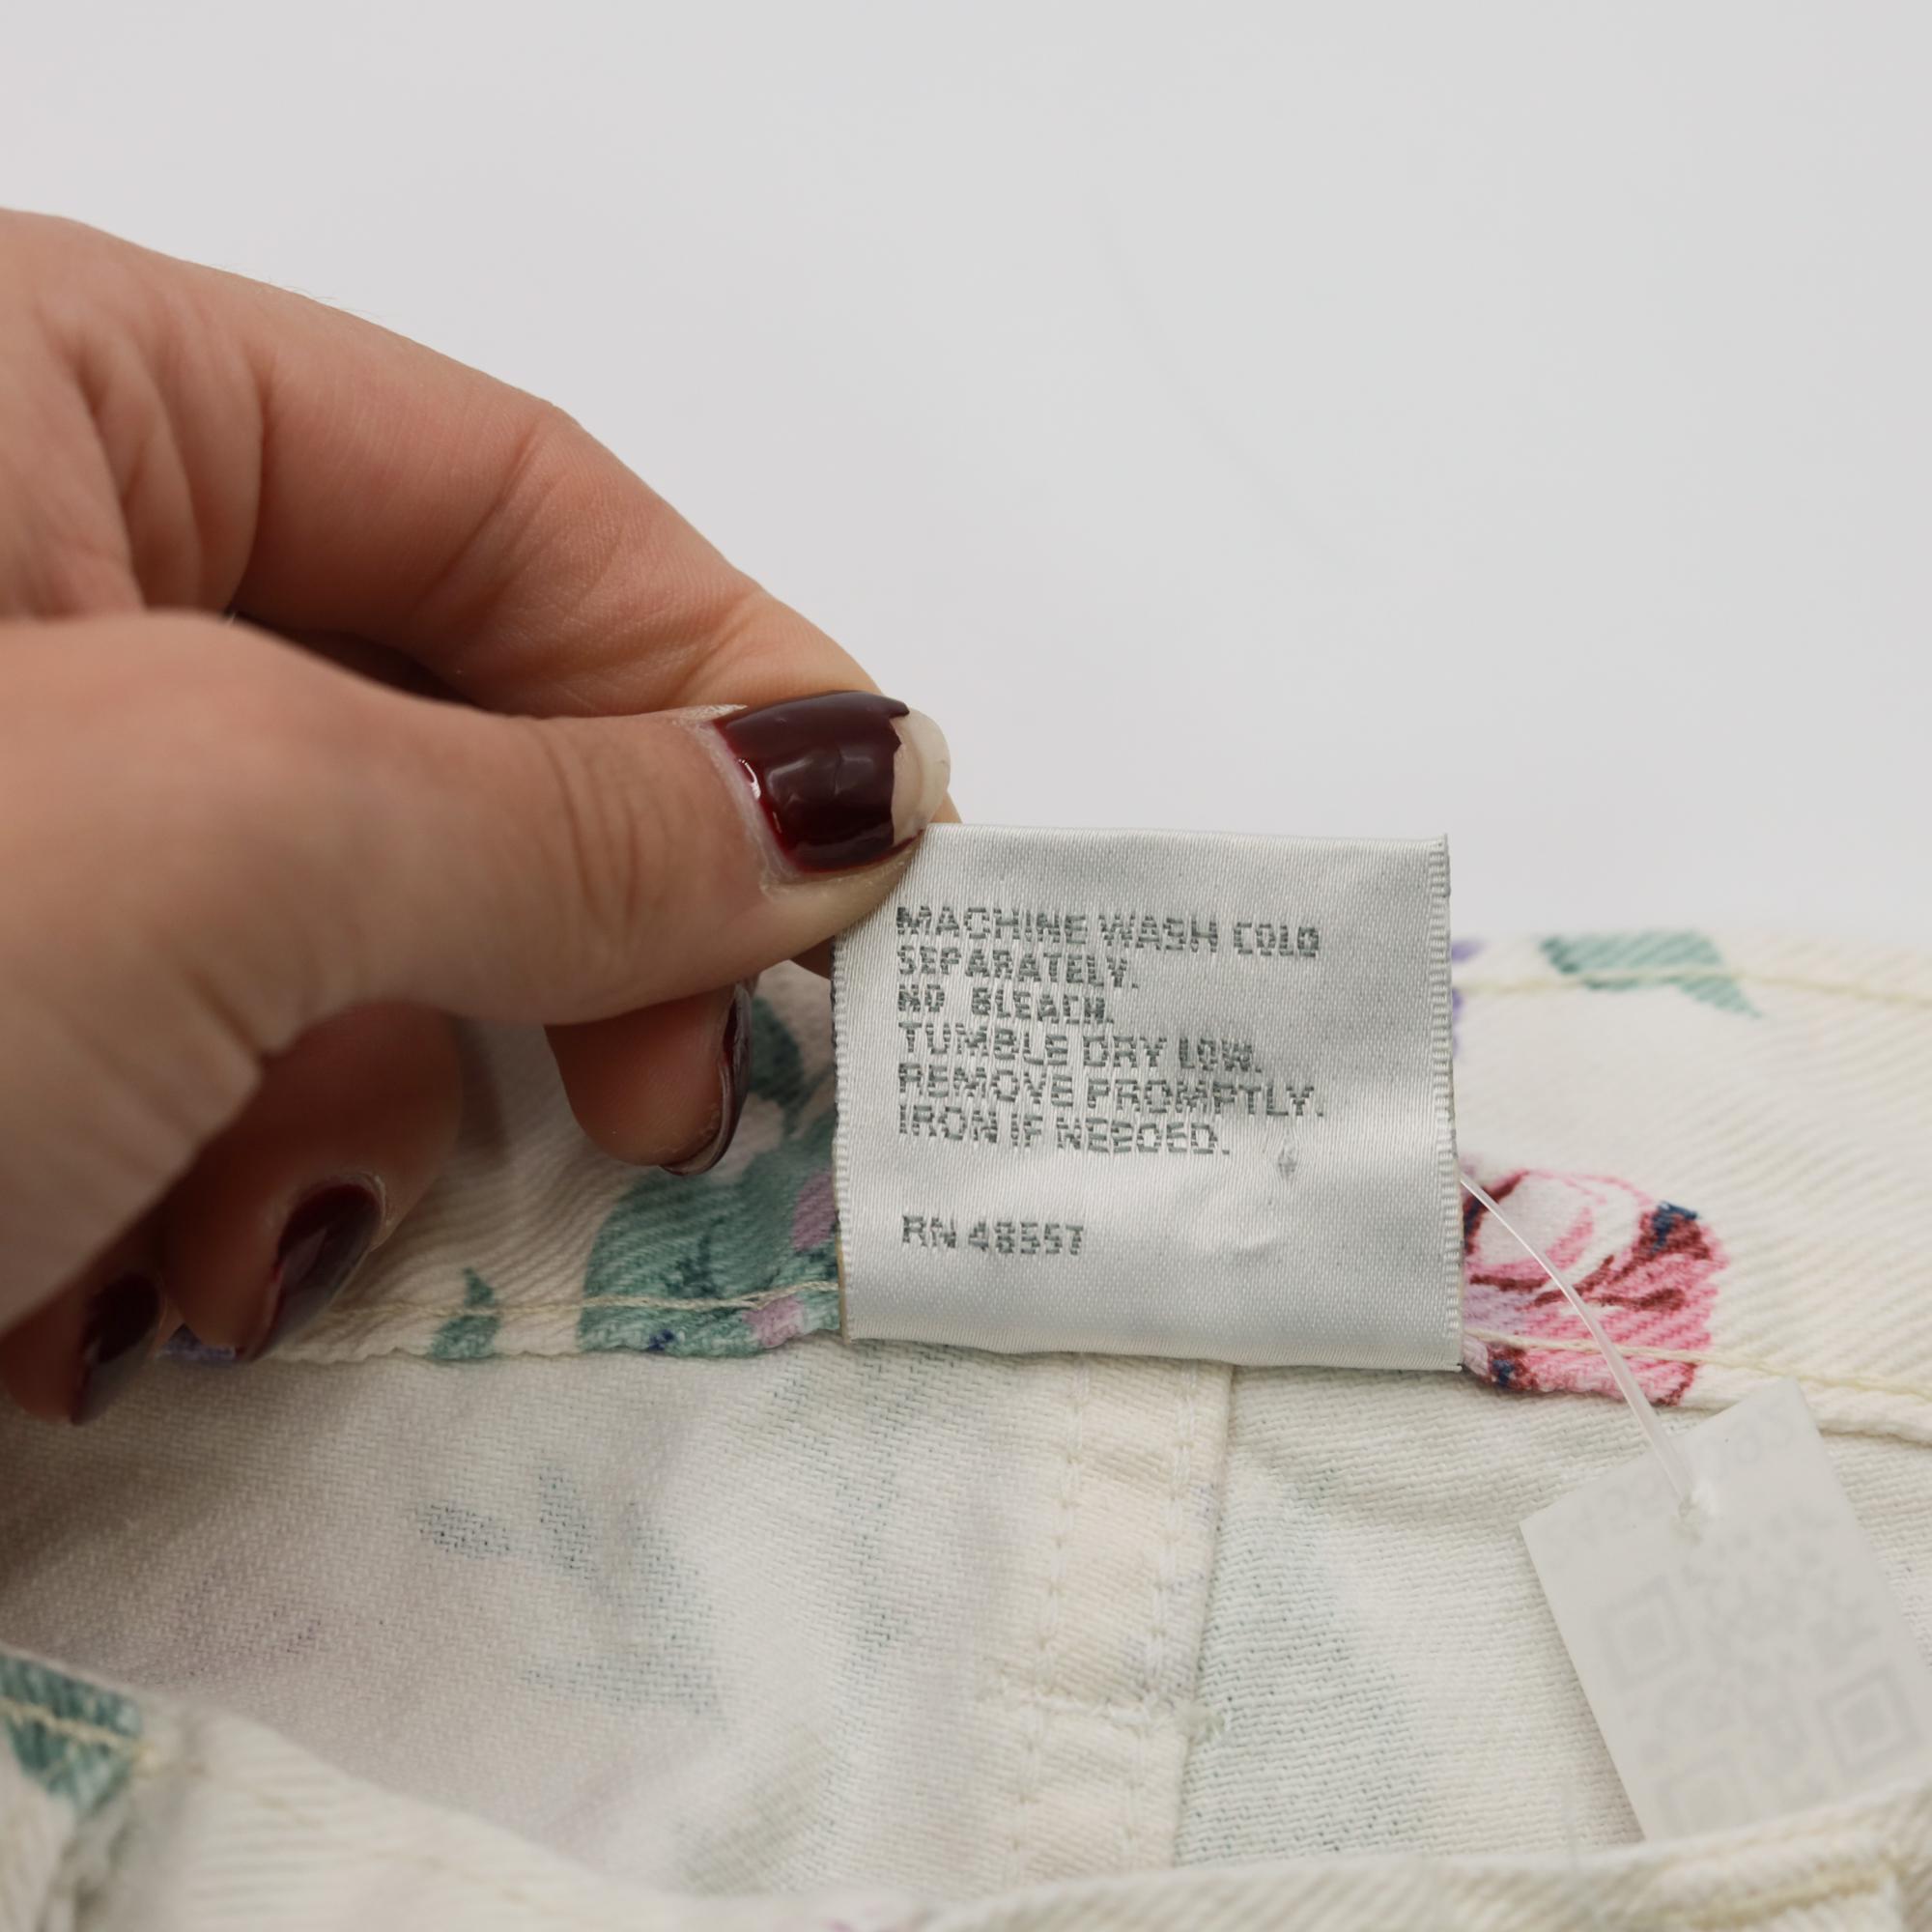 MACHINE WASH COLD
SEPARATELY.
NO BLEACH.
TUMBLE DRY LOW.
REMOVE PROMPTLY.
IRON IF NEEDED.
RN 48557